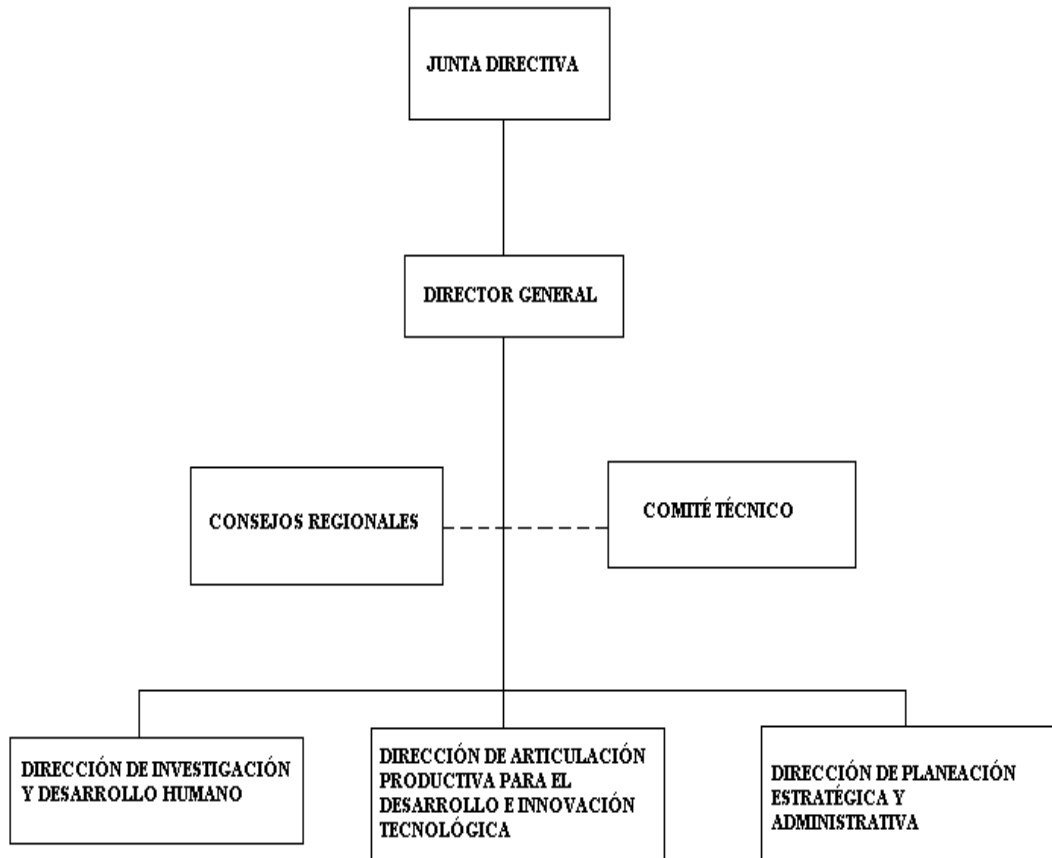 JUNTA DIRECTIVA
DIRECTOR GENERAL
CONSEJOS REGIONALES
COMITÉ TÉCNICO
DIRECCIÓN DE INVESTIGACIÓN
Y DESARROLLO HUMANO
DIRECCIÓN DE ARTICULACIÓN
PRODUCTIVA PARA EL
DESARROLLO E INNOVACIÓN
TECNOLÓGICA
DIRECCIÓN DE PLANEACIÓN
ESTRATÉGICA Y
ADMINISTRATIVA